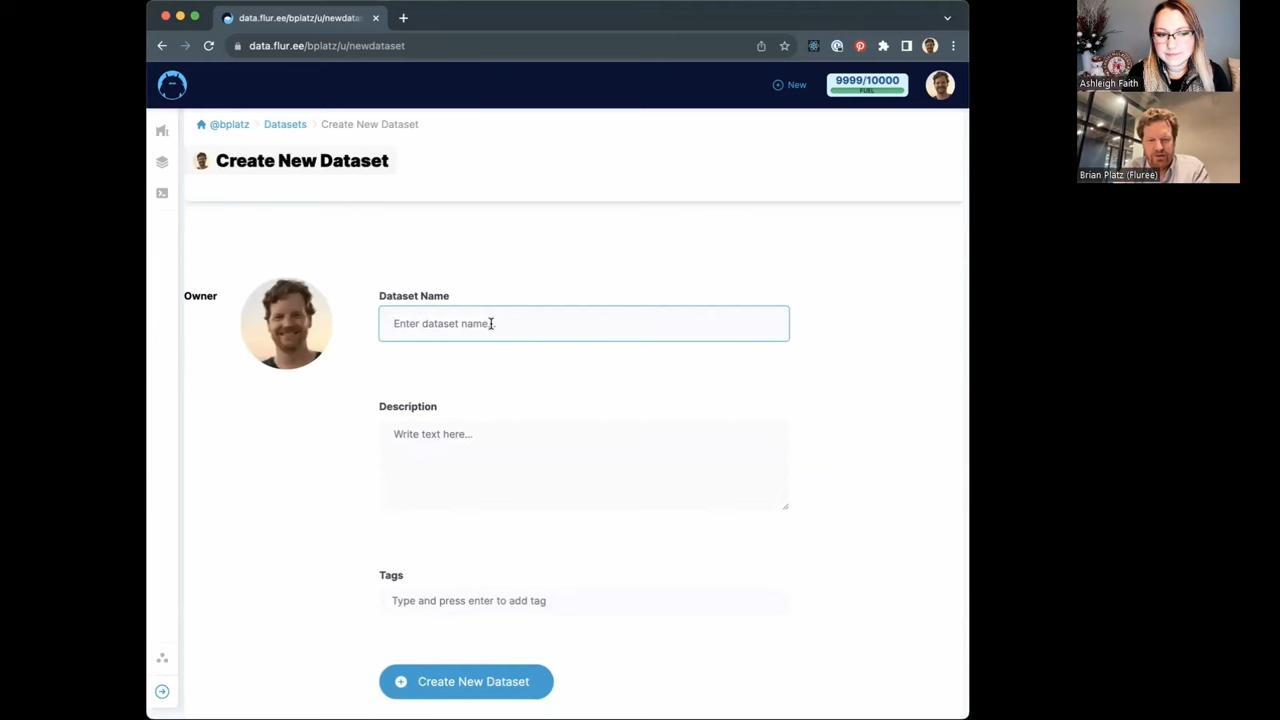 data.flur.ee/bplatz/u/newdata
data.flur.ee/bplatz/u/newdataset
New
9999/10000
FUEL
@bplatz
Datasets
Create New Dataset
Create New Dataset
Owner
Dataset Name
Enter dataset name
Description
Write text here...
Tags
Type and press enter to add tag
Create New Dataset
Ashleigh Faith
Brian Platz (Fluree)